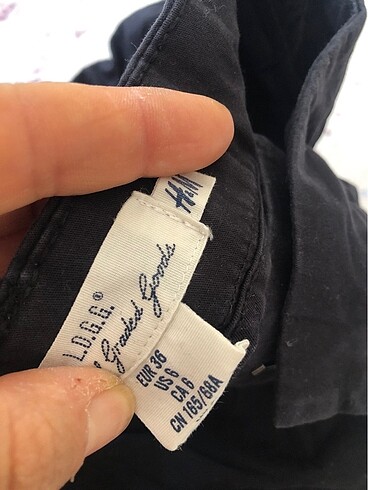 H&M
L.O.G.G.®
Graded Goods
EUR 36
US 6
CA 6
CN 165/68A